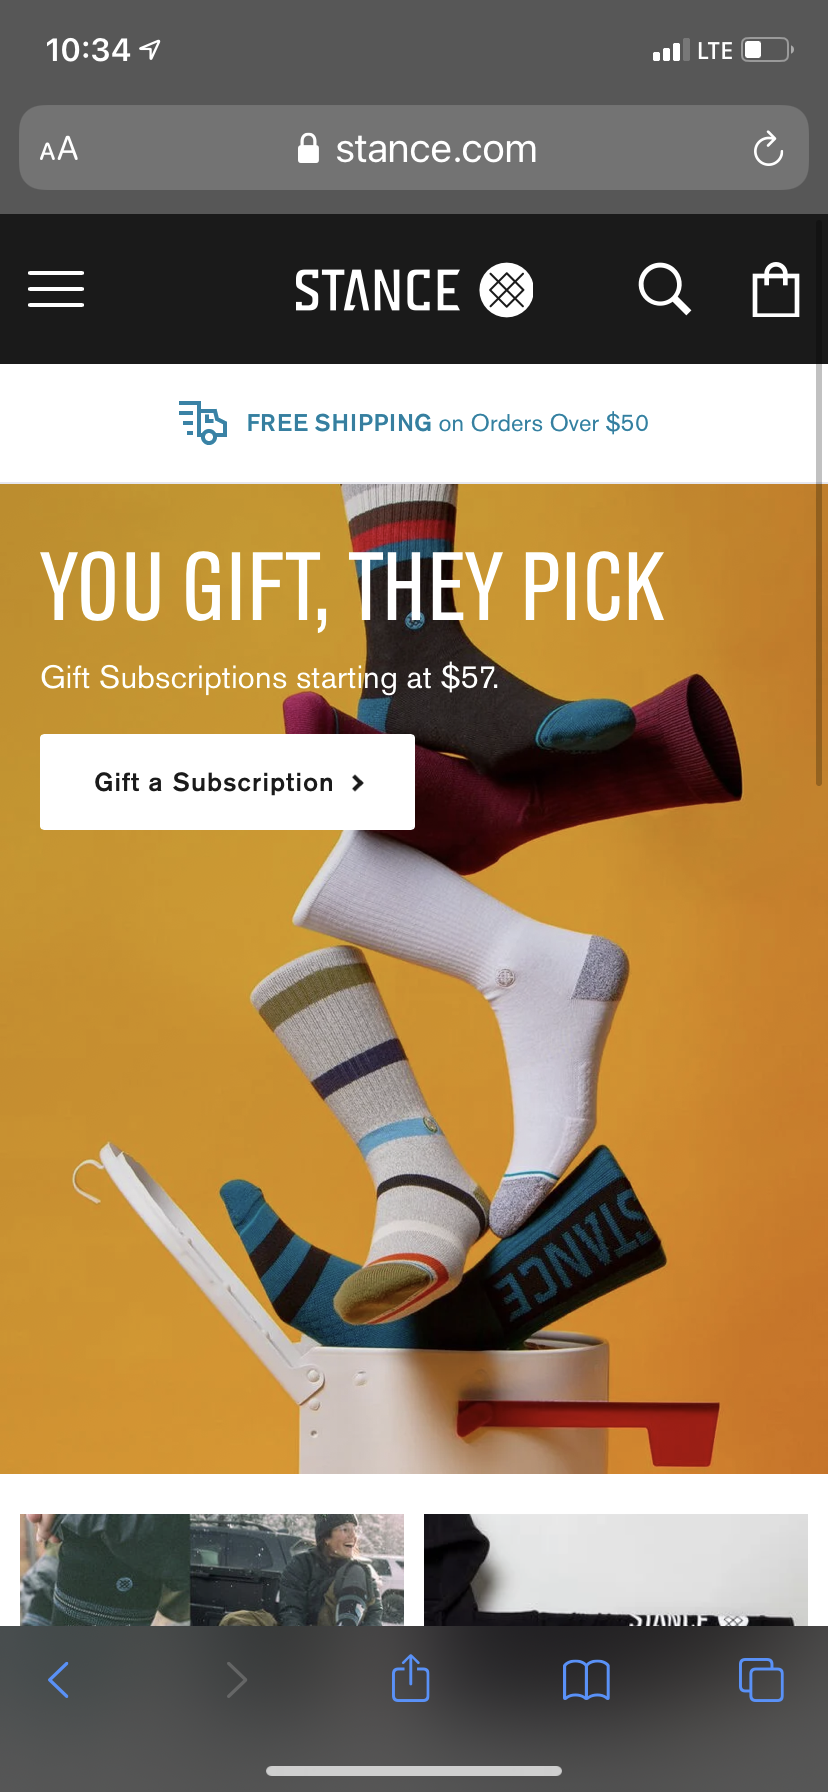 10:34
LTE
AA
stance.com
STANCE
FREE SHIPPING on Orders Over $50
YOU GIFT, THEY PICK
Gift Subscriptions starting at $57.
Gift a Subscription
STANCE
STANCE